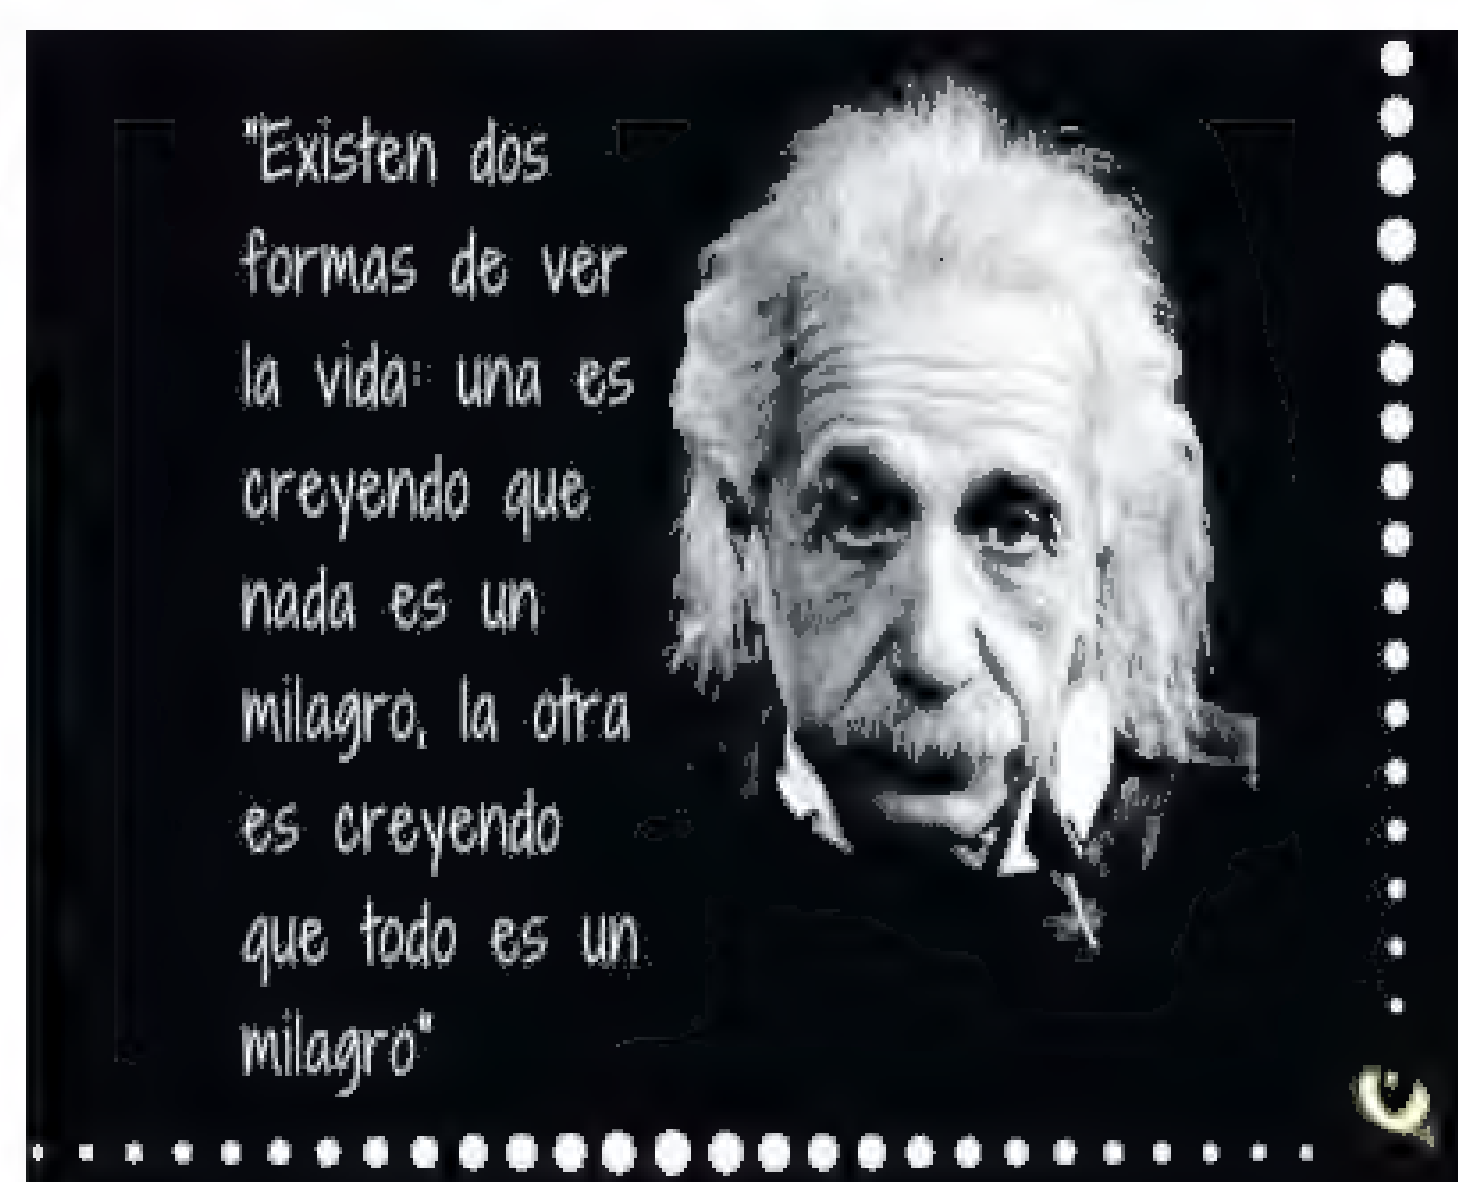 "Existen dos
formas de ver
la vida: una es
creyendo que
nada es un
milagro, la otra
es creyendo
que todo es un
milagro"